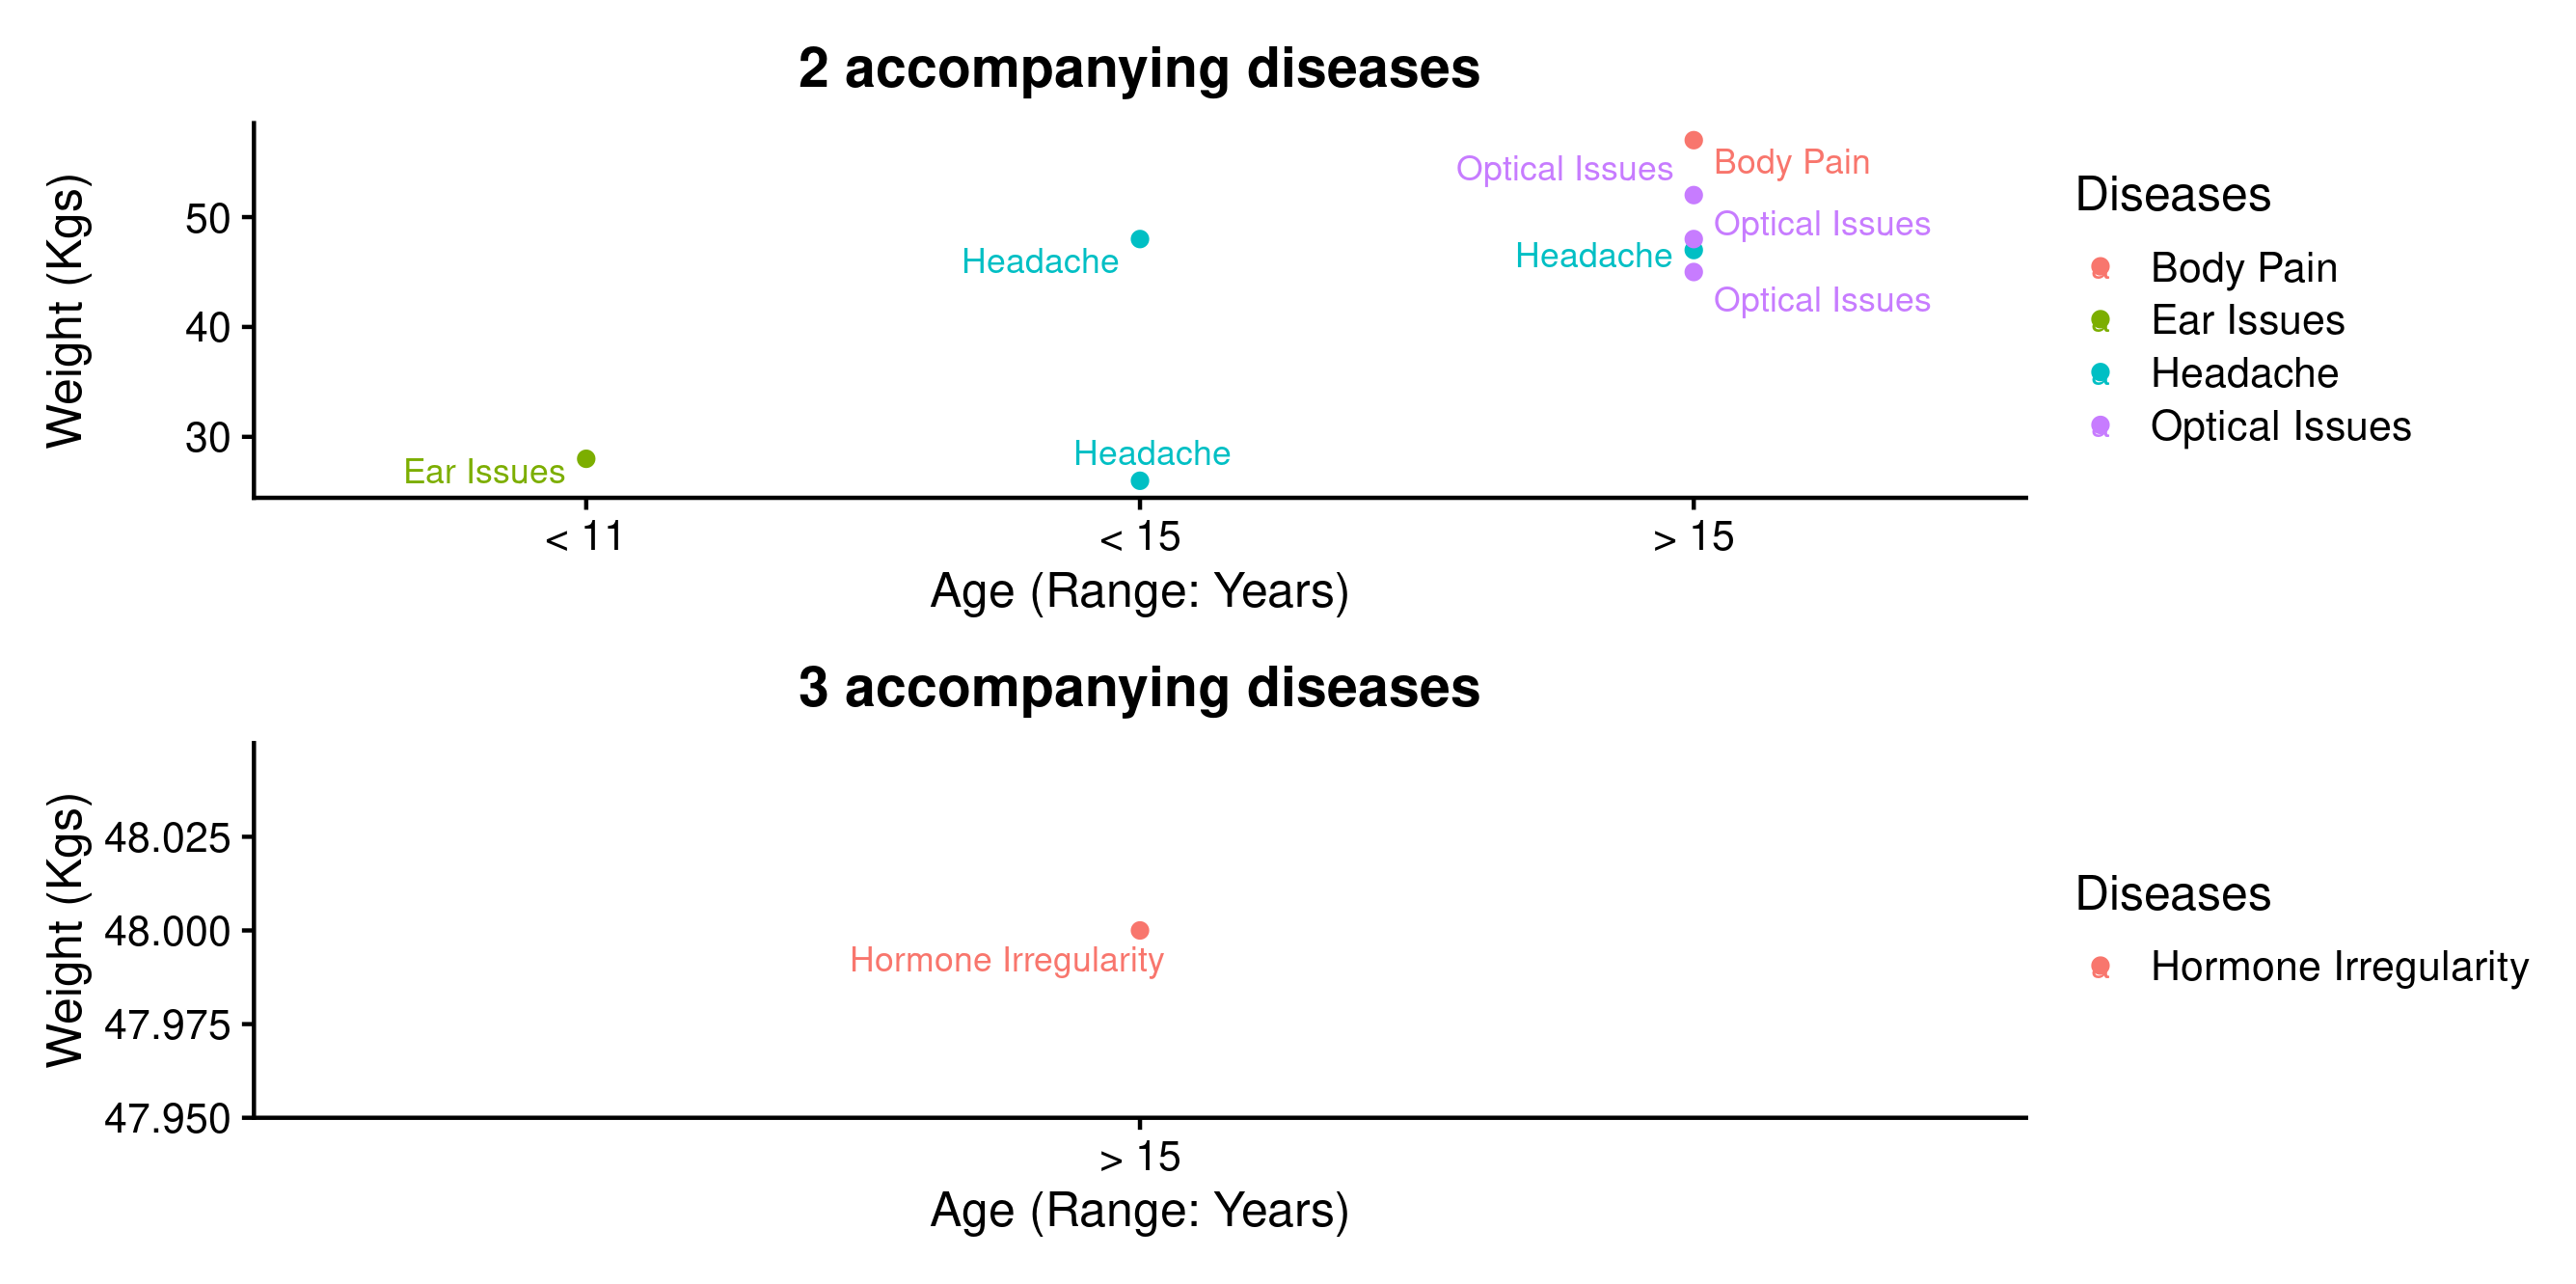 2 accompanying diseases
Weight (Kgs)
50
40
30
Optical Issues
Body Pain
Optical Issues
Headache
Headache
Optical Issues
Headache
Ear Issues
< 11
< 15
> 15
Age (Range: Years)
Diseases
a Body Pain
a Ear Issues
a Headache
a Optical Issues
3 accompanying diseases
Weight (Kgs)
48.025
48.000
47.975
47.950
Hormone Irregularity
> 15
Age (Range: Years)
Diseases
a Hormone Irregularity